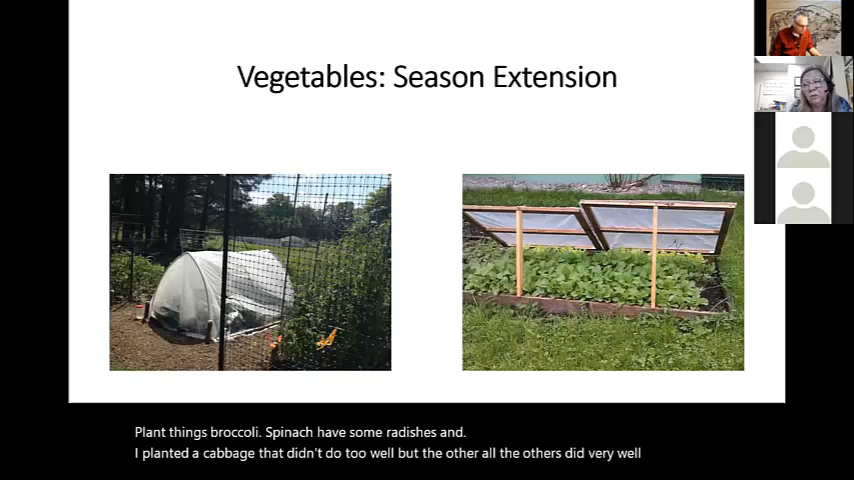 Vegetables: Season Extension
Plant things broccoli. Spinach have some radishes and.
I planted a cabbage that didn't do too well but the other all the others did very well